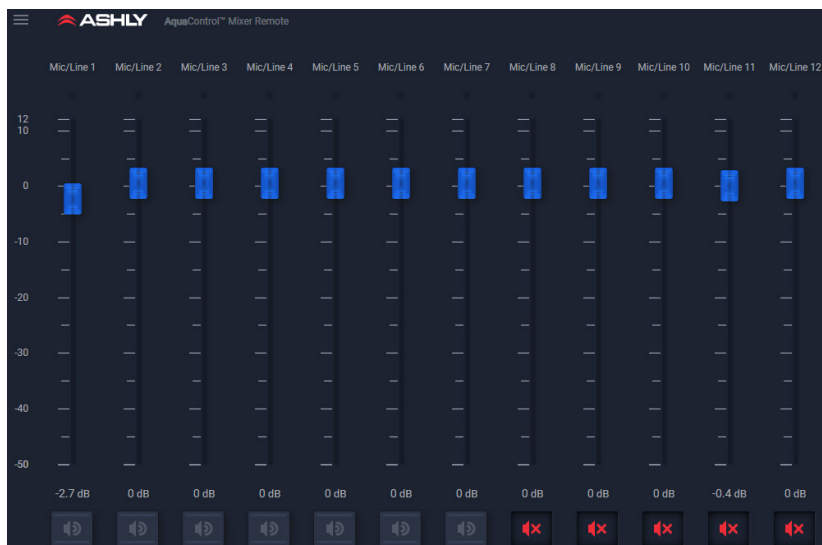 ASHLY AquaControl™ Mixer Remote
Mic/Line 1 Mic/Line 2 Mic/Line 3 Mic/Line 4 Mic/Line 5 Mic/Line 6 Mic/Line 7 Mic/Line 8 Mic/Line 9 Mic/Line 10 Mic/Line 11 Mic/Line 12
12
10
0
-10
-20
-30
-40
-50
-2.7 dB 0 dB 0 dB 0 dB 0 dB 0 dB 0 dB 0 dB 0 dB 0 dB -0.4 dB 0 dB